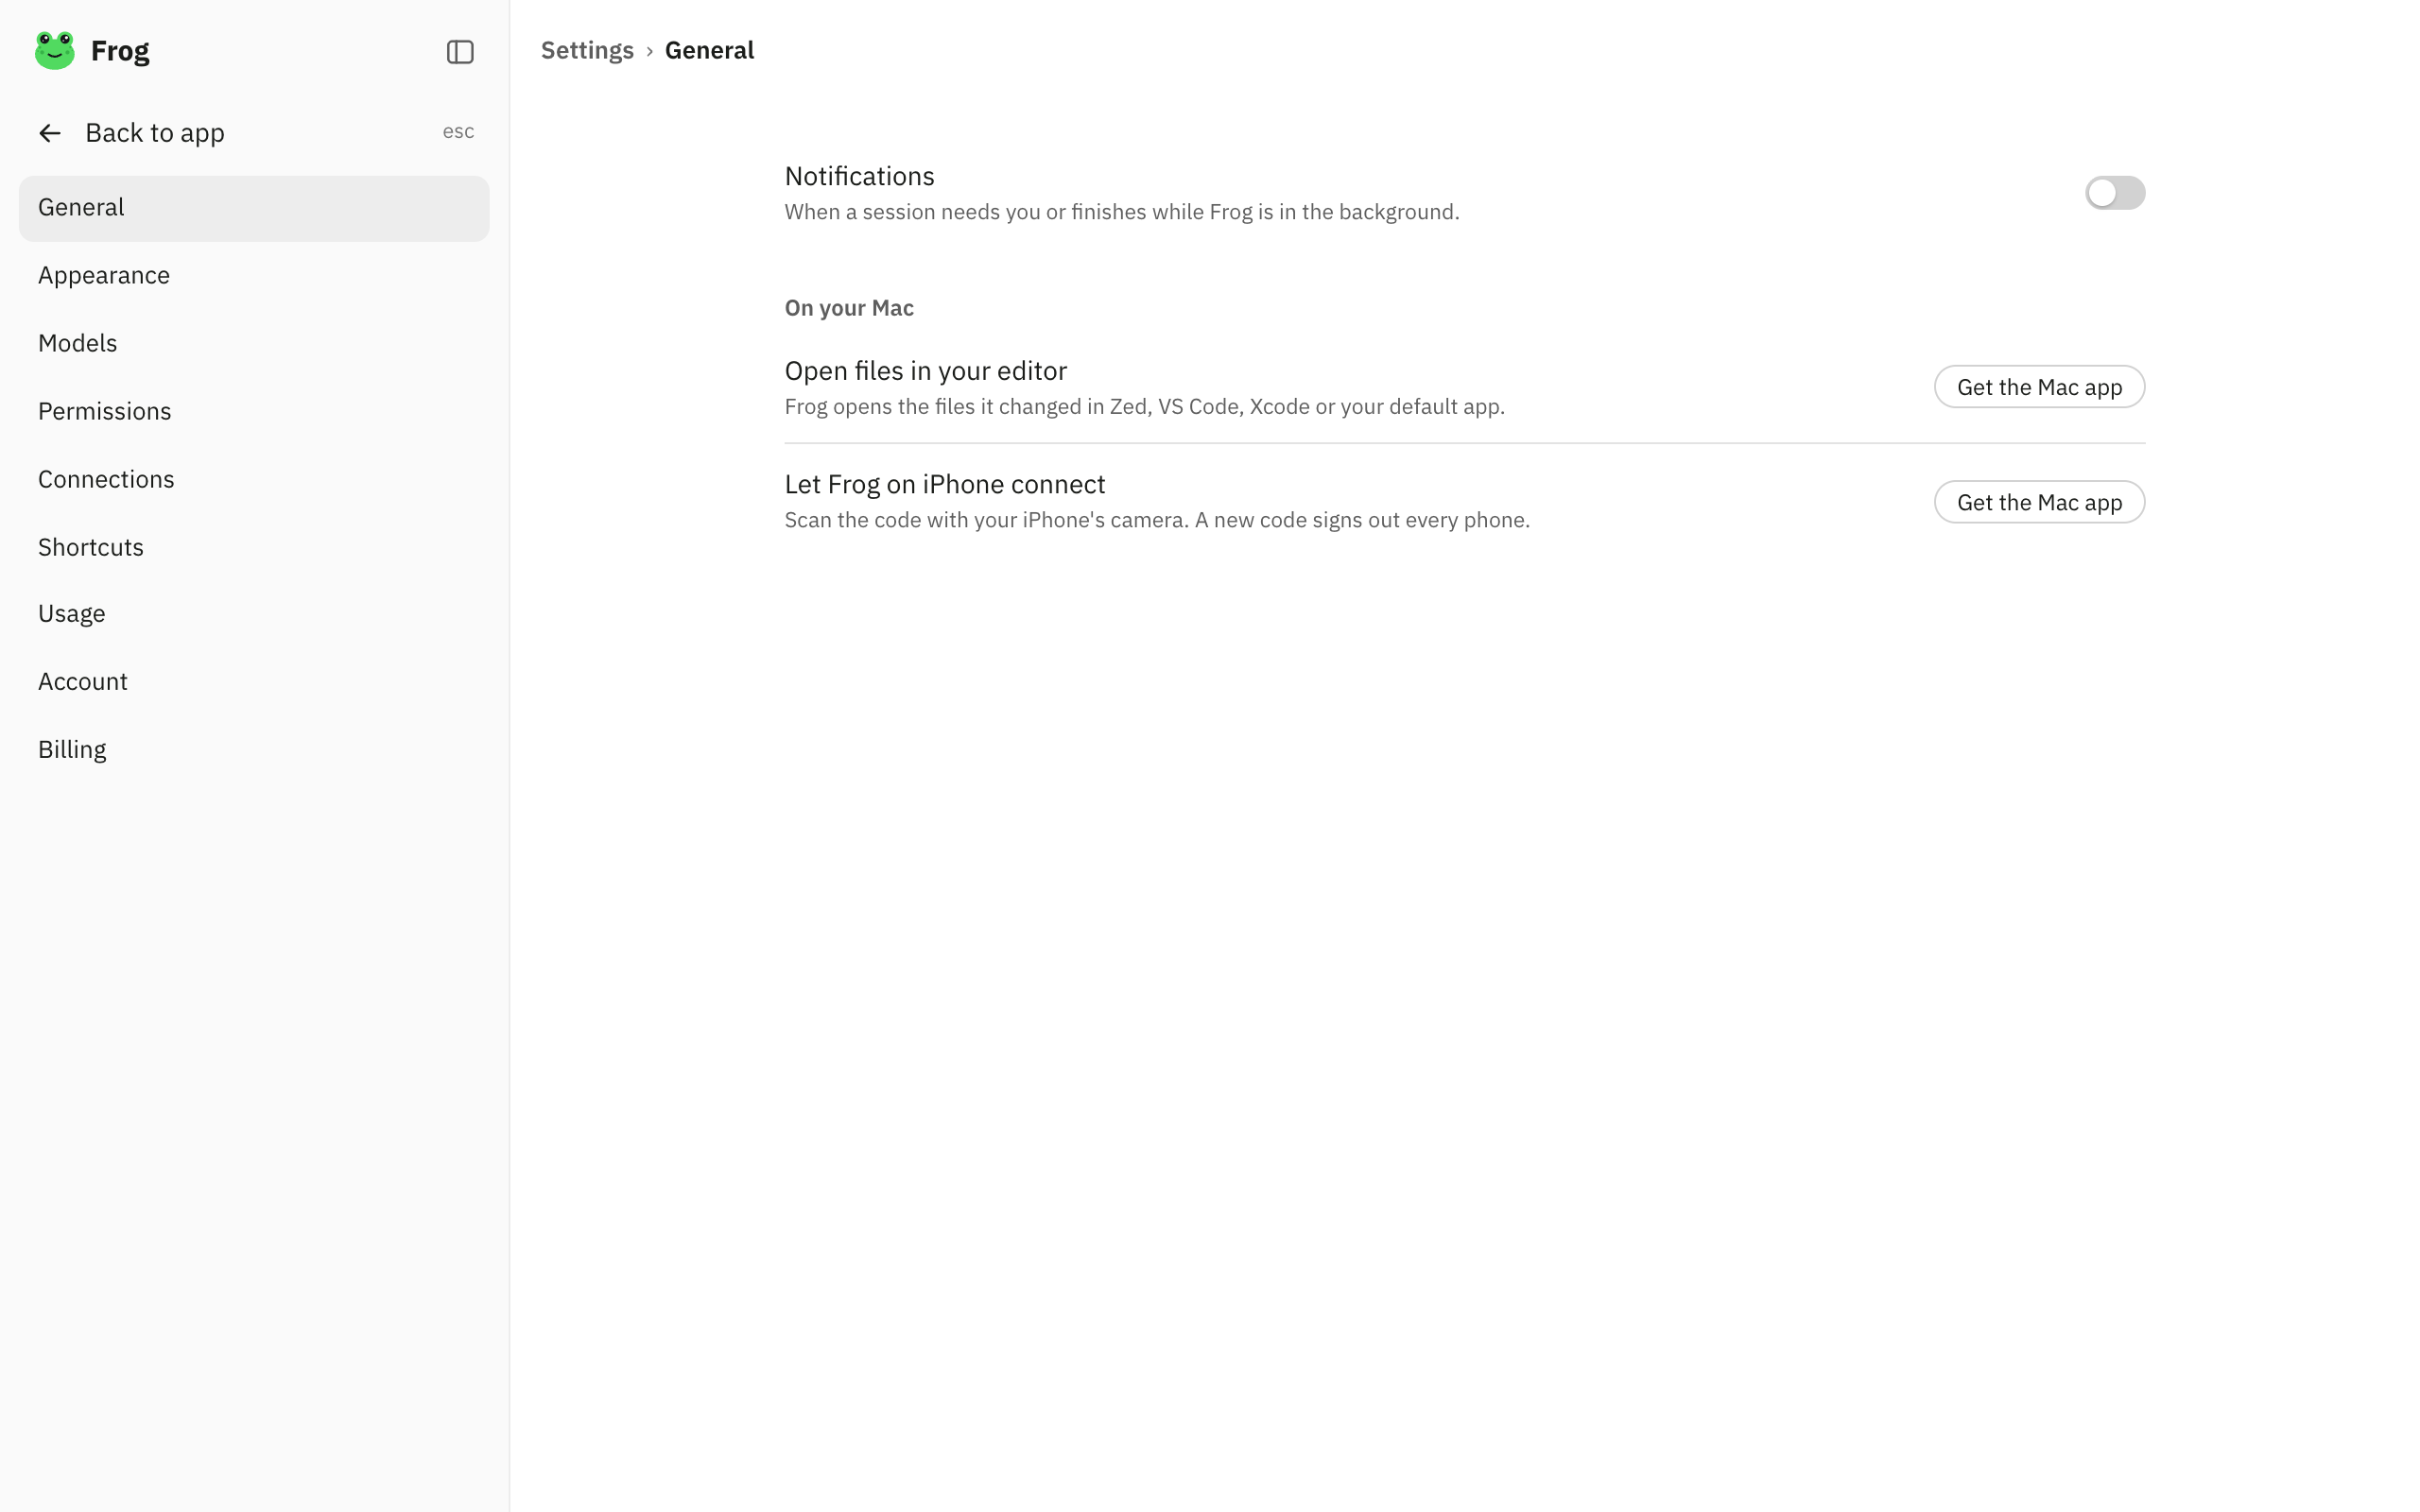 Frog
Back to app
esc
General
Appearance
Models
Permissions
Connections
Shortcuts
Usage
Account
Billing
Settings › General
Notifications
When a session needs you or finishes while Frog is in the background.
On your Mac
Open files in your editor
Frog opens the files it changed in Zed, VS Code, Xcode or your default app.
Get the Mac app
Let Frog on iPhone connect
Scan the code with your iPhone's camera. A new code signs out every phone.
Get the Mac app